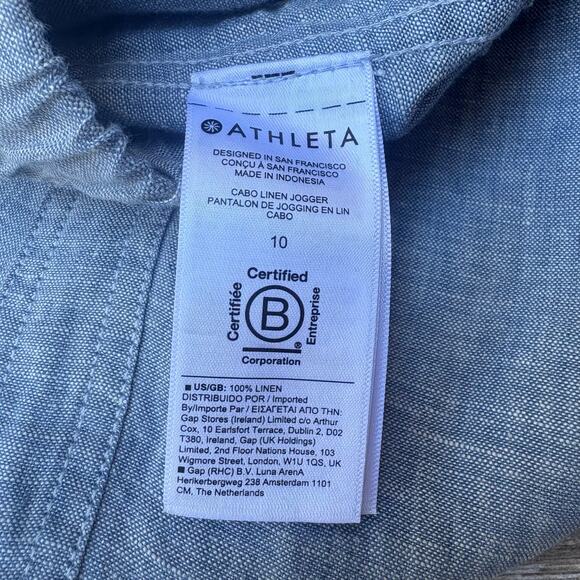 ATHLETA
DESIGNED IN SAN FRANCISCO
CONÇU À SAN FRANCISCO
MADE IN INDONESIA
CABO LINEN JOGGER
PANTALON DE JOGGING EN LIN
CABO
10
Certified
Certifiée
B
Entreprise
®
Corporation
■ US/GB: 100% LINEN
DISTRIBUIDO POR / Imported
By/Importe Par / ΕΙΣΑΓΕΤΑΙ ΑΠΟ ΤΗΝ:
Gap Stores (Ireland) Limited c/o Arthur
Cox, 10 Earlsfort Terrace, Dublin 2, D02
T380, Ireland, Gap (UK Holdings)
Limited, 2nd Floor Nations House, 103
Wigmore Street, London, W1U 1QS, UK
■ Gap (RHC) B.V. Luna ArenA
Herikerbergweg 238 Amsterdam 1101
CM, The Netherlands